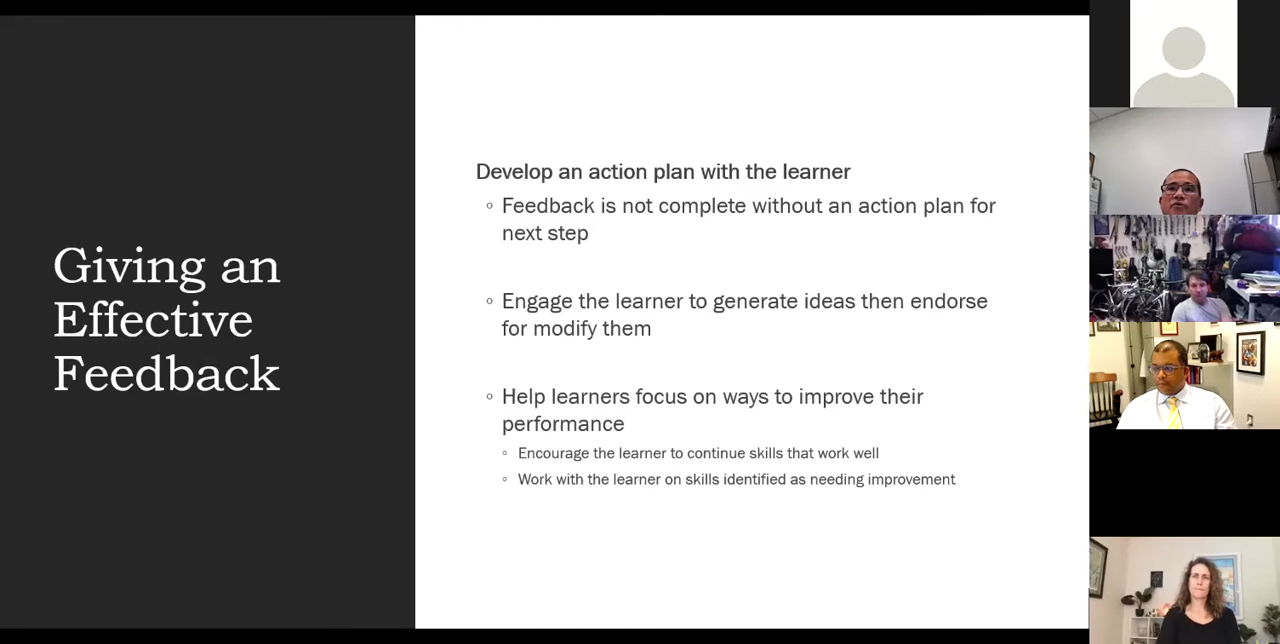 Giving an
Effective
Feedback
Develop an action plan with the learner
◦ Feedback is not complete without an action plan for
next step
◦ Engage the learner to generate ideas then endorse
for modify them
◦ Help learners focus on ways to improve their
performance
◦ Encourage the learner to continue skills that work well
◦ Work with the learner on skills identified as needing improvement